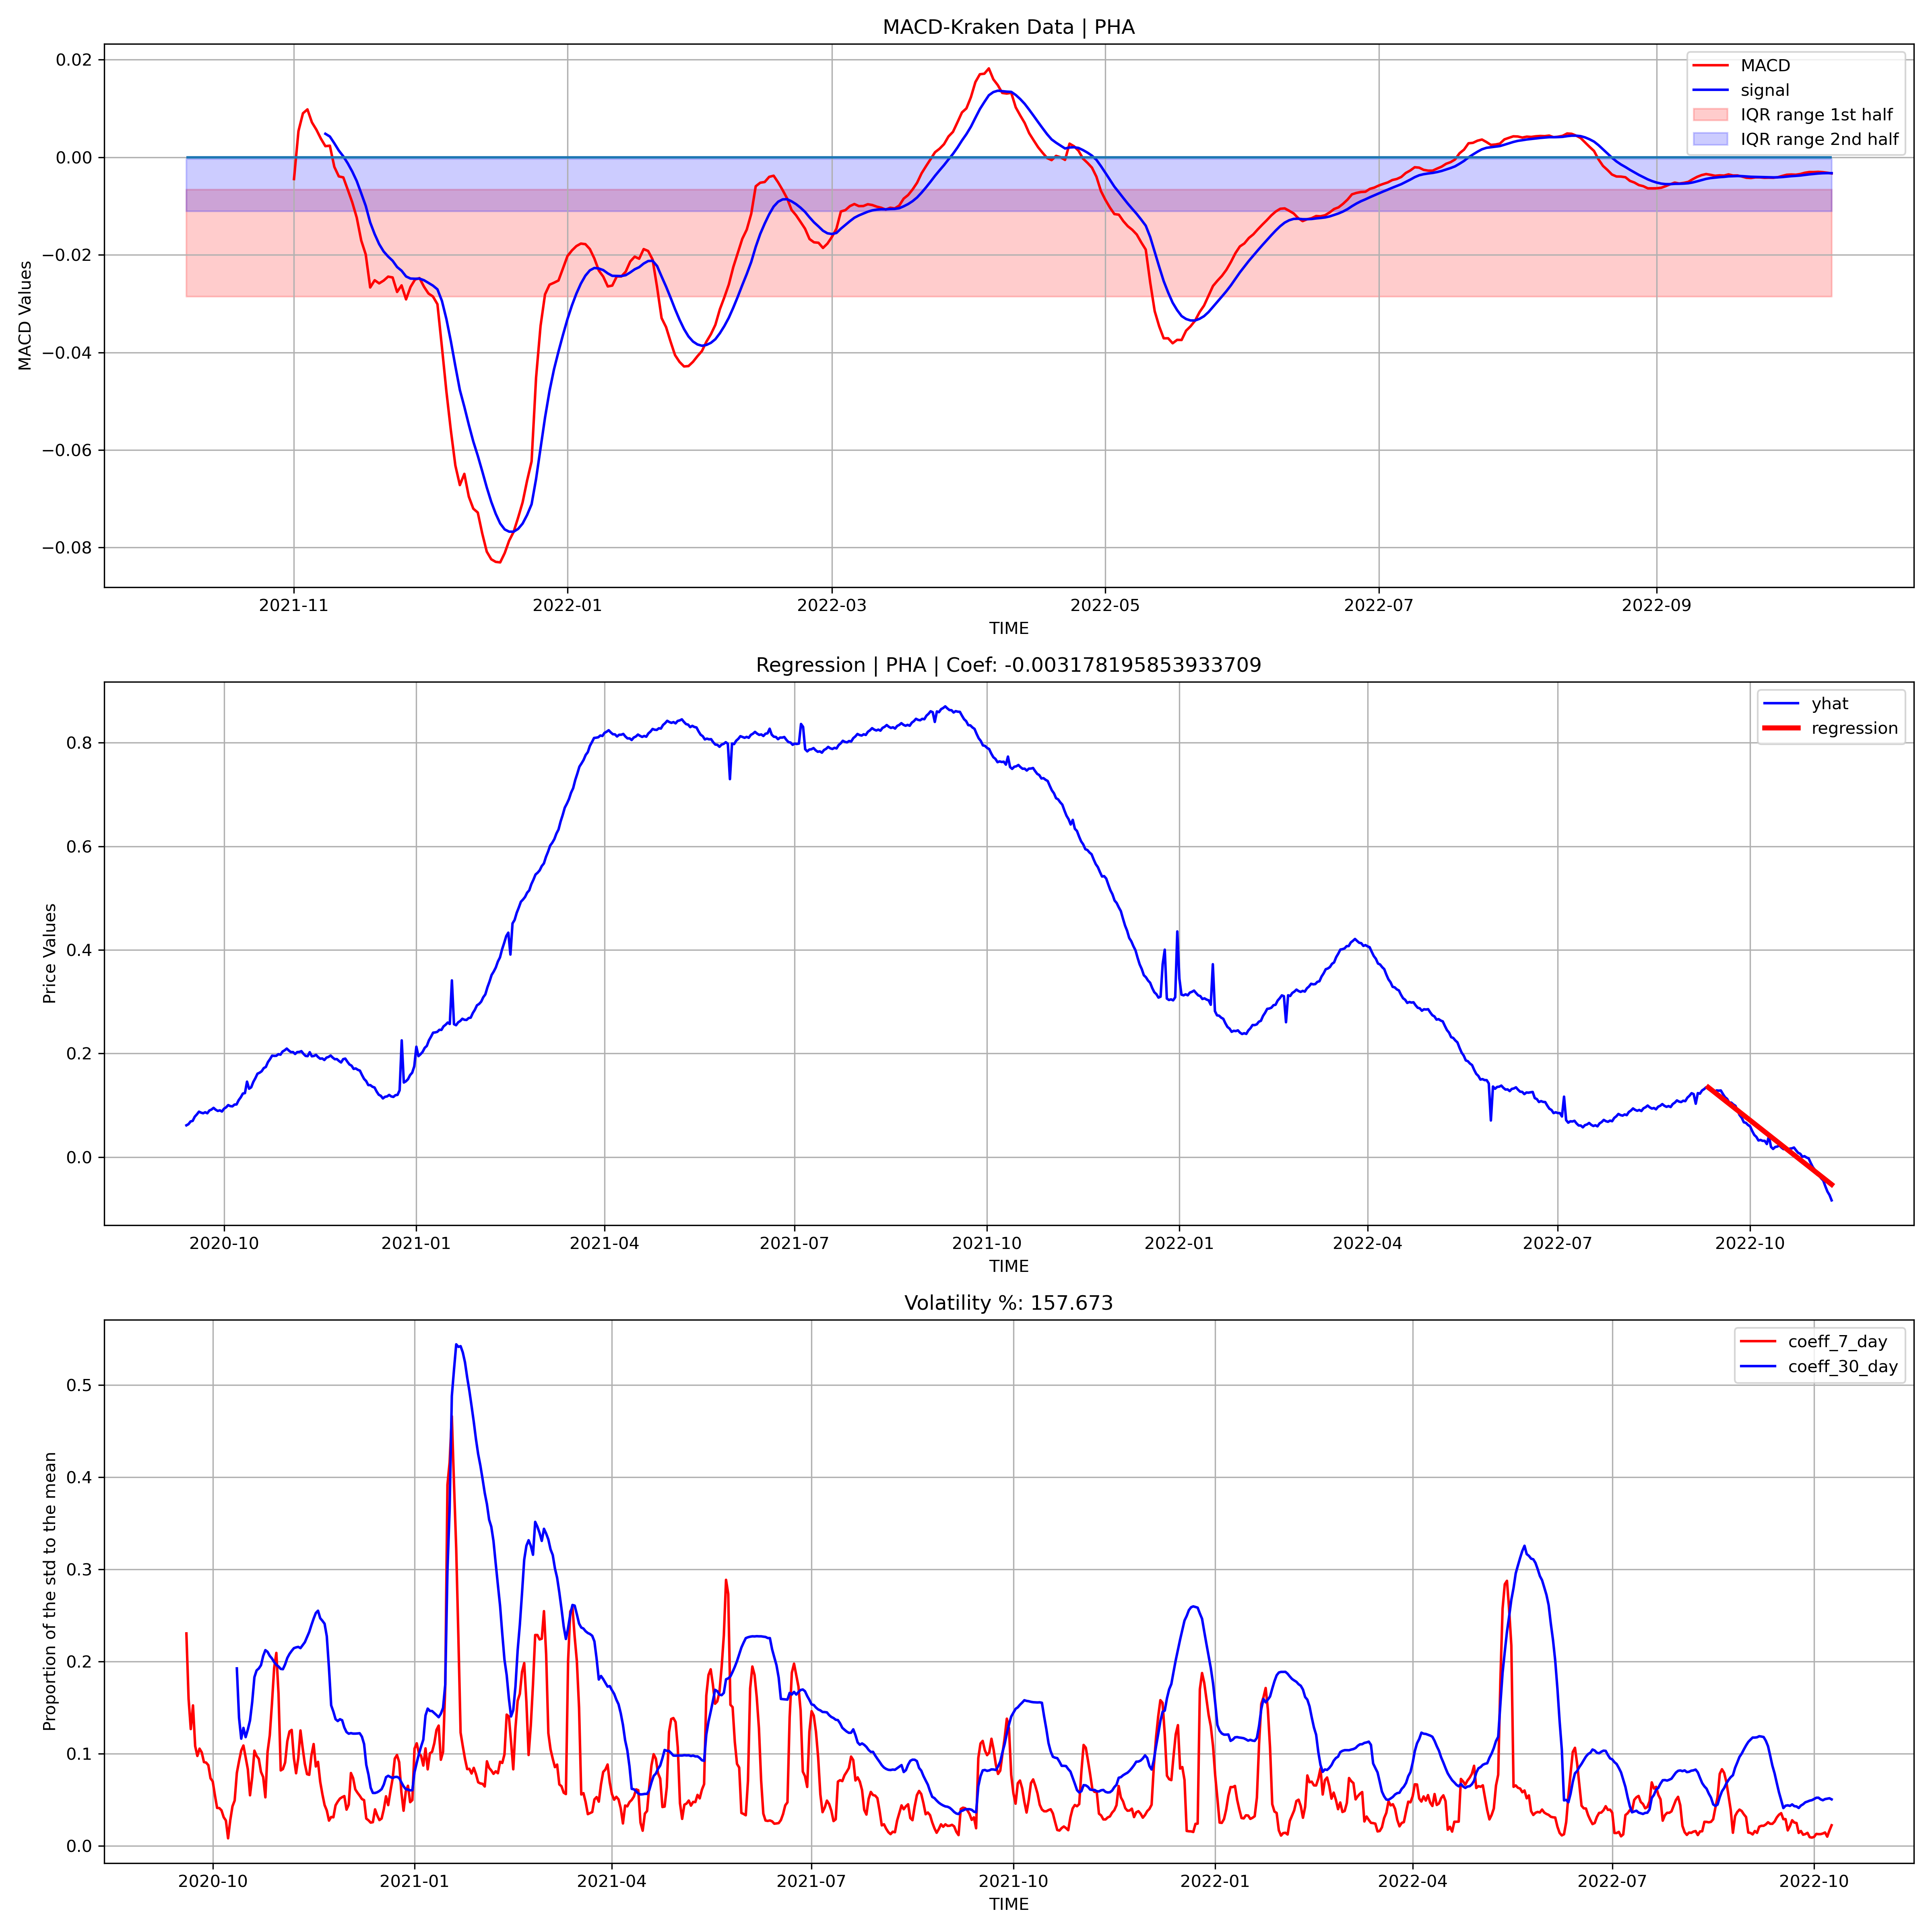 MACD-Kraken Data | PHA
MACD Values
0.02
0.00
−0.02
−0.04
−0.06
−0.08
MACD
signal
IQR range 1st half
IQR range 2nd half
2021-11
2022-01
2022-03
2022-05
2022-07
2022-09
TIME
Regression | PHA | Coef: -0.003178195853933709
Price Values
0.8
0.6
0.4
0.2
0.0
yhat
regression
2020-10
2021-01
2021-04
2021-07
2021-10
2022-01
2022-04
2022-07
2022-10
TIME
Volatility %: 157.673
Proportion of the std to the mean
0.5
0.4
0.3
0.2
0.1
0.0
coeff_7_day
coeff_30_day
2020-10
2021-01
2021-04
2021-07
2021-10
2022-01
2022-04
2022-07
2022-10
TIME